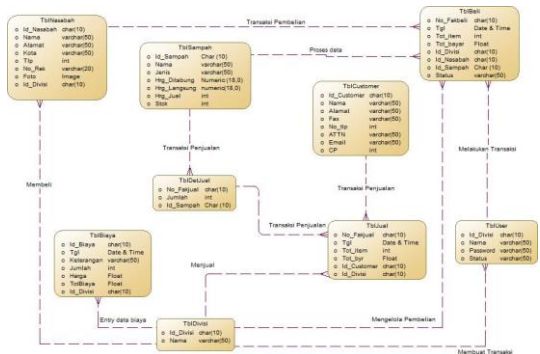 TblNasabah
Id_Nasabah char(10)
Nama varchar(50)
Alamat varchar(50)
Kota varchar(50)
Tlp int
No_Rek varchar(20)
Foto Image
Id_Divisi char(10)
Transaksi Pembelian
TblBeli
No_Fakbeli char(10)
Tgl Date & Time
Tot_item int
Tot_bayar Float
Id_Divisi Char(10)
Id_Nasabah char(10)
Id_Sampah Char(10)
Status varchar(50)
TblSampah
Id_Sampah Char (10)
Nama varchar(50)
Janis varchar(50)
Hrg_Ditabung Numeric(18,0)
Hrg_Langsung numeric(18,0)
Hrg_Jual int
Stok int
Proses data
TblCustomer
Id_Customer char(10)
Nama varchar(50)
Alamat varchar(50)
Fax varchar(50)
No_tlp int
ATTN varchar(50)
Email varchar(50)
CP int
Transaksi Penjualan
Melakukan Transaksi
Membeli
TblDetJual
No_Fakjual char(10)
Jumlah int
Id_Sampah Char (10)
Transaksi Penjualan
Transaksi Penjualan
TblJual
No_Fakjual char(10)
Tgl Date & Time
Tot_item int
Tot_byr Float
Id_Customer char(10)
Id_Divisi char(10)
TblUser
Id_Divisi char(10)
Nama varchar(50)
Password varchar(50)
Status varchar(50)
TblBiaya
Id_Biaya char(10)
Tgl Date & Time
Keterangan varchar(50)
Jumlah int
Harga Float
TotBiaya Float
Id_Divisi char(10)
Menjual
Entry data biaya
TblDivisi
Id_Divisi char(10)
Nama varchar(50)
Mengelola Pembelian
Membuat Transaksi